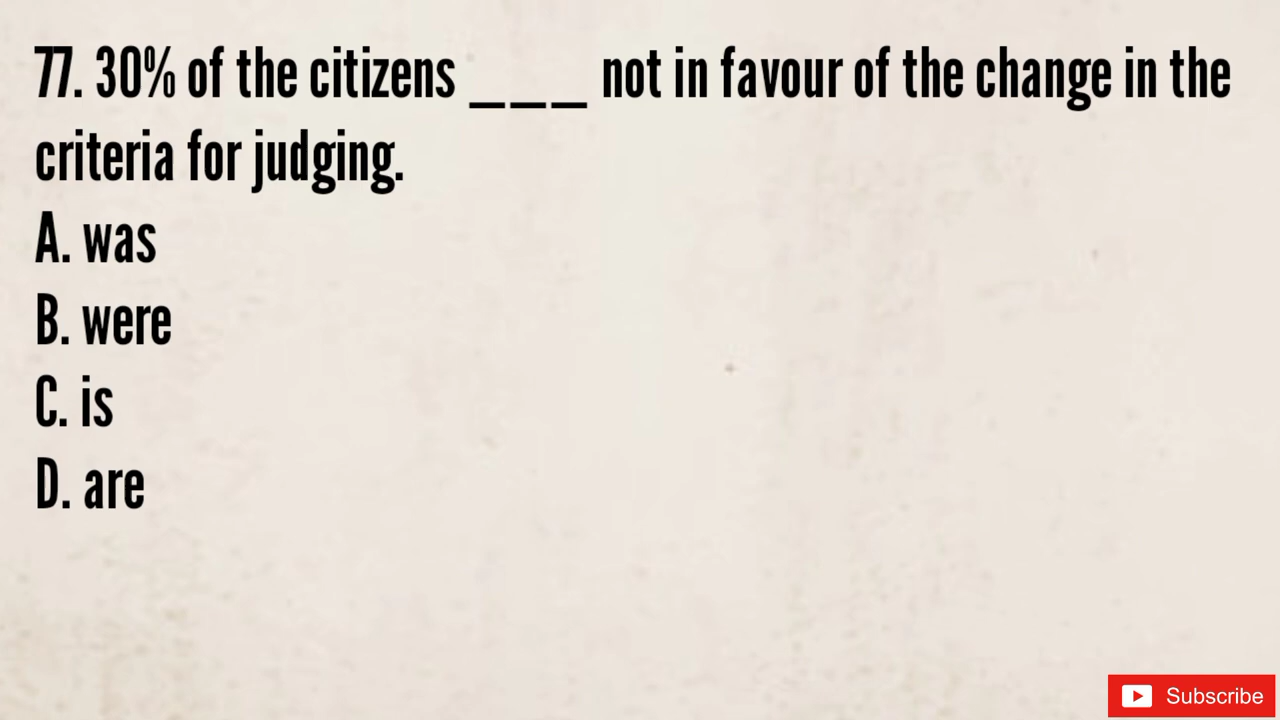 77. 30% of the citizens ___ not in favour of the change in the
criteria for judging.
A. was
B. were
C. is
D. are
Subscribe